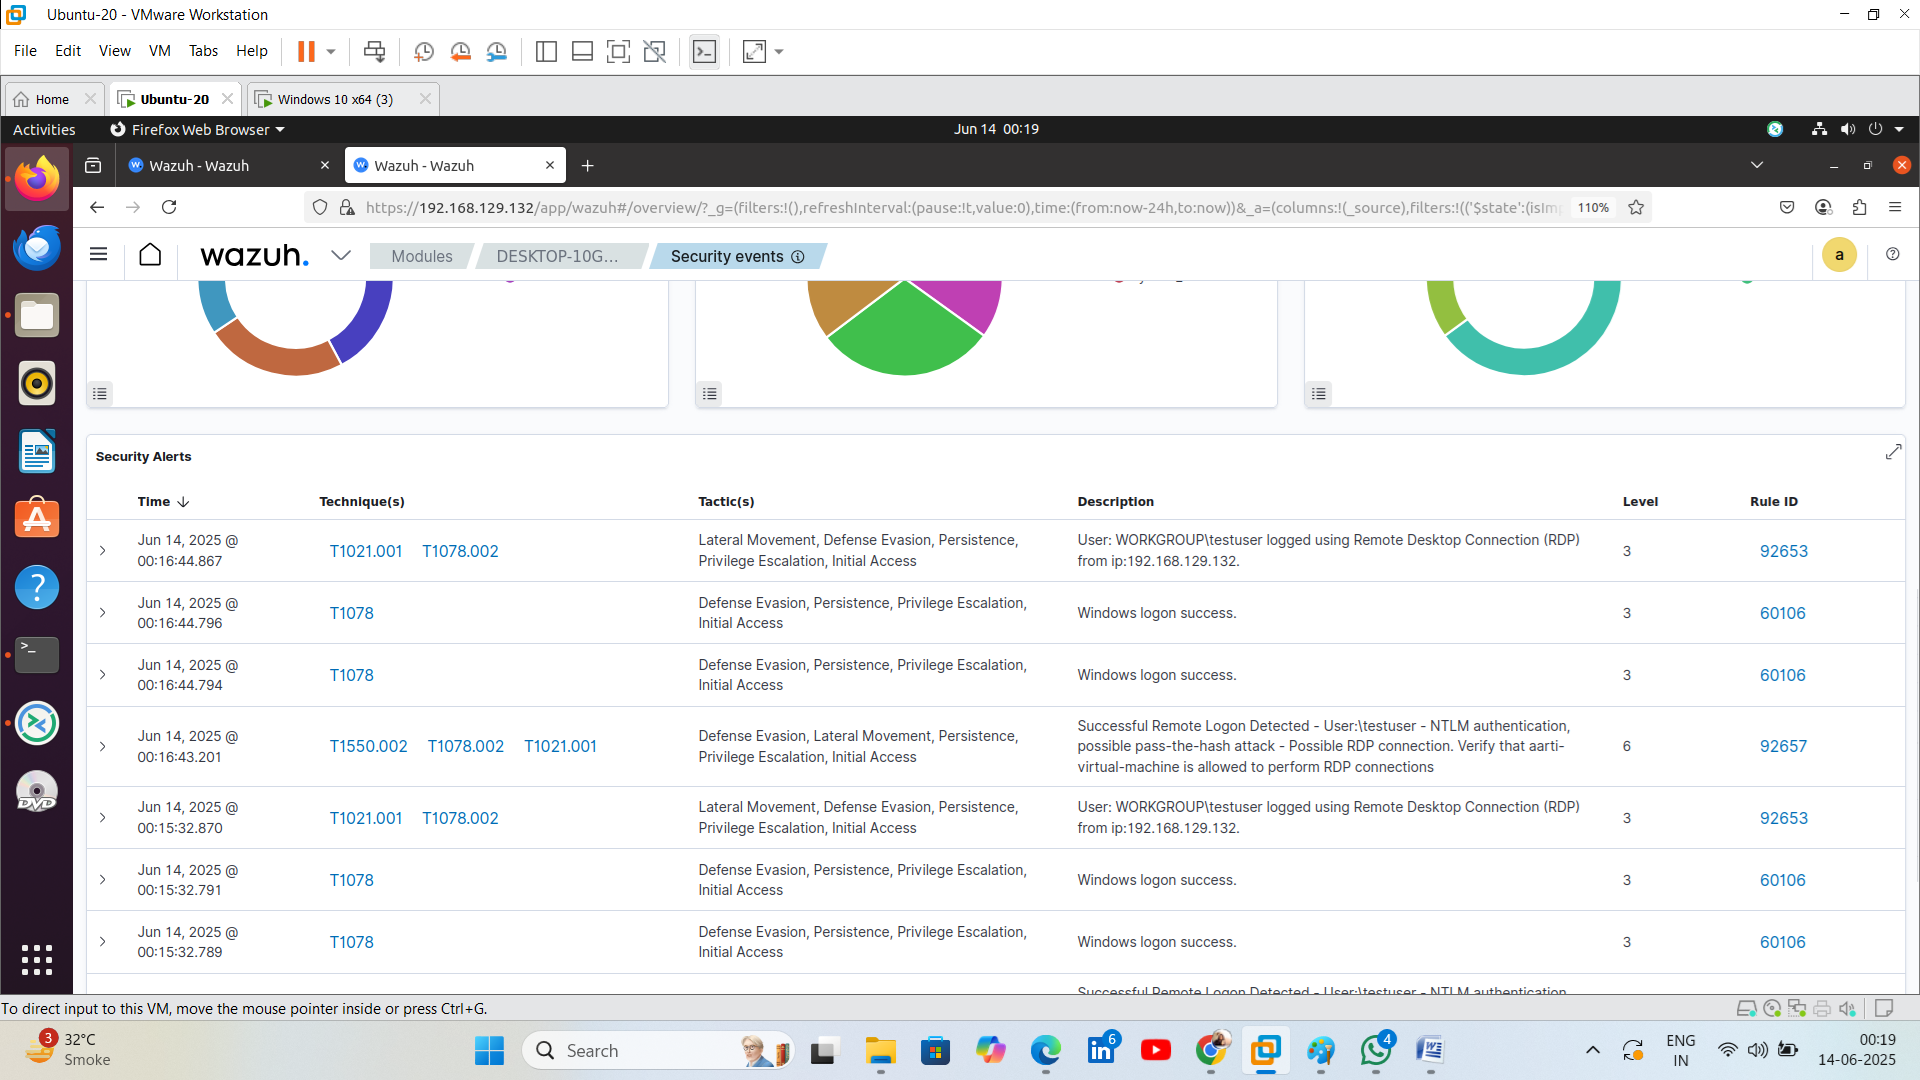 Ubuntu-20 - VMware Workstation
File Edit View VM Tabs Help
Home Ubuntu-20 Windows 10 x64 (3)
Activities Firefox Web Browser Jun 14 00:19
Wazuh - Wazuh Wazuh - Wazuh
https://192.168.129.132/app/wazuh#/overview/?_g=(filters:!(),refreshInterval:(pause:!t,value:0),time:(from:now-24h,to:now))&_a=(columns:!(_source),filters:!(('$state':(isImp 110%
wazuh. Modules DESKTOP-10G... Security events a
Security Alerts
Time Technique(s) Tactic(s) Description Level Rule ID
Jun 14, 2025 @ 00:16:44.867 T1021.001 T1078.002 Lateral Movement, Defense Evasion, Persistence, Privilege Escalation, Initial Access User: WORKGROUP\testuser logged using Remote Desktop Connection (RDP) from ip:192.168.129.132. 3 92653
Jun 14, 2025 @ 00:16:44.796 T1078 Defense Evasion, Persistence, Privilege Escalation, Initial Access Windows logon success. 3 60106
Jun 14, 2025 @ 00:16:44.794 T1078 Defense Evasion, Persistence, Privilege Escalation, Initial Access Windows logon success. 3 60106
Jun 14, 2025 @ 00:16:43.201 T1550.002 T1078.002 T1021.001 Defense Evasion, Lateral Movement, Persistence, Privilege Escalation, Initial Access Successful Remote Logon Detected - User:\testuser - NTLM authentication, possible pass-the-hash attack - Possible RDP connection. Verify that aarti-virtual-machine is allowed to perform RDP connections 6 92657
Jun 14, 2025 @ 00:15:32.870 T1021.001 T1078.002 Lateral Movement, Defense Evasion, Persistence, Privilege Escalation, Initial Access User: WORKGROUP\testuser logged using Remote Desktop Connection (RDP) from ip:192.168.129.132. 3 92653
Jun 14, 2025 @ 00:15:32.791 T1078 Defense Evasion, Persistence, Privilege Escalation, Initial Access Windows logon success. 3 60106
Jun 14, 2025 @ 00:15:32.789 T1078 Defense Evasion, Persistence, Privilege Escalation, Initial Access Windows logon success. 3 60106
Successful Remote Logon Detected - User:\testuser - NTLM authentication,
DVD
To direct input to this VM, move the mouse pointer inside or press Ctrl+G.
3 32°C
Smoke
Search
6
4
ENG
IN
00:19
14-06-2025